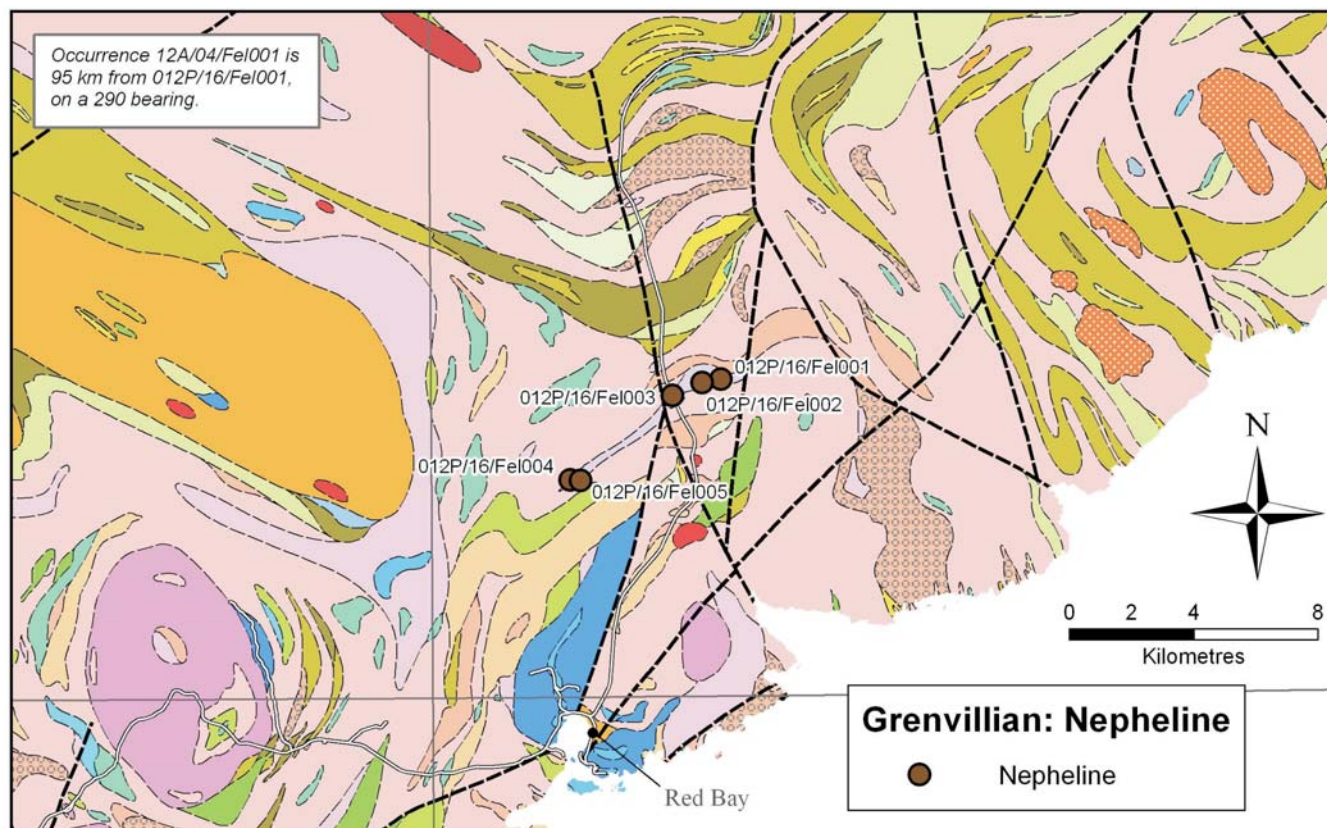 Occurrence 12A/04/Fel001 is
95 km from 012P/16/Fel001,
on a 290 bearing.
012P/16/Fel001
012P/16/Fel003
012P/16/Fel002
012P/16/Fel004
012P/16/Fel005
N
0 2 4 8
Kilometres
Grenvillian: Nepheline
Nepheline
Red Bay